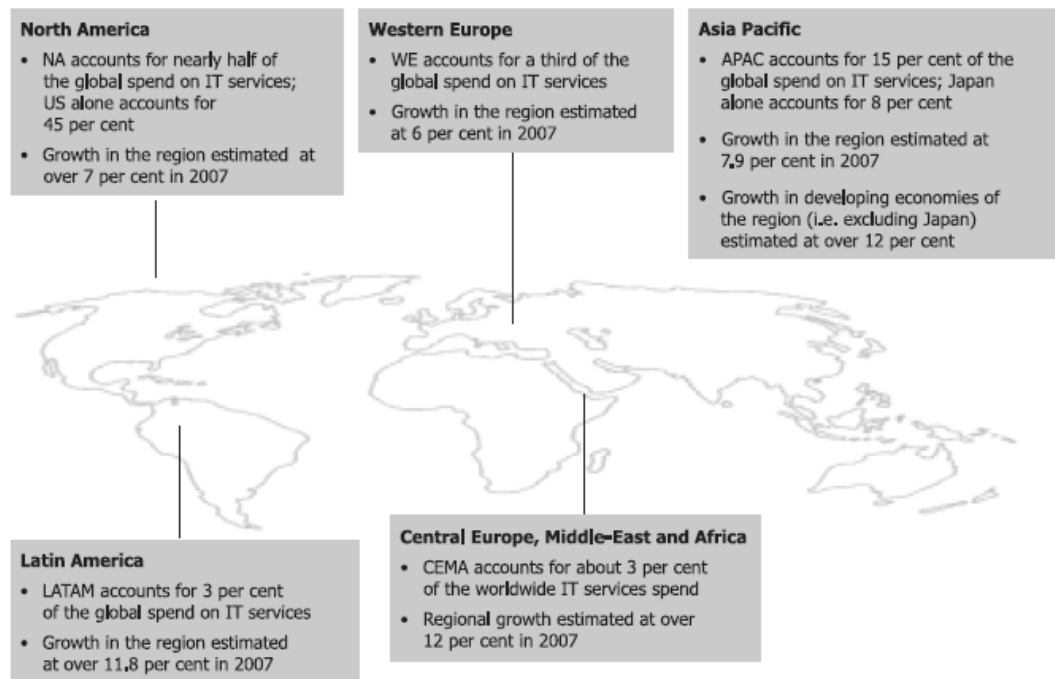 North America
• NA accounts for nearly half of
the global spend on IT services;
US alone accounts for
45 per cent
• Growth in the region estimated at
over 7 per cent in 2007
Western Europe
• WE accounts for a third of the
global spend on IT services
• Growth in the region estimated
at 6 per cent in 2007
Asia Pacific
• APAC accounts for 15 per cent of the
global spend on IT services; Japan
alone accounts for 8 per cent
• Growth in the region estimated at
7.9 per cent in 2007
• Growth in developing economies of
the region (i.e. excluding Japan)
estimated at over 12 per cent
Latin America
• LATAM accounts for 3 per cent
of the global spend on IT services
• Growth in the region estimated
at over 11.8 per cent in 2007
Central Europe, Middle-East and Africa
• CEMA accounts for about 3 per cent
of the worldwide IT services spend
• Regional growth estimated at over
12 per cent in 2007